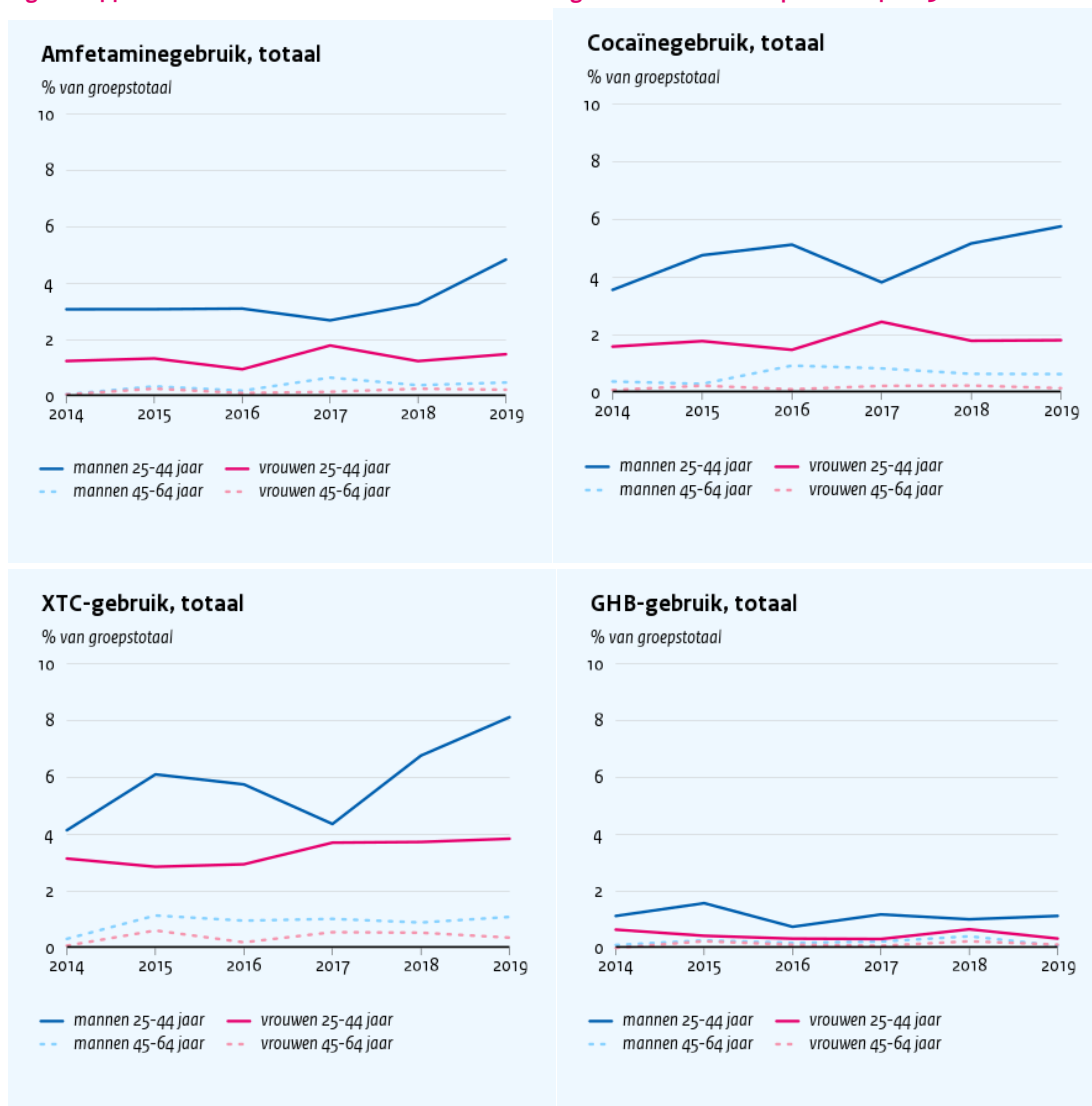 Amfetaminegebruik, totaal
% van groepstotaal
10
8
6
4
2
0
2014 2015 2016 2017 2018 2019
mannen 25-44 jaar vrouwen 25-44 jaar
mannen 45-64 jaar vrouwen 45-64 jaar
Cocaïnegebruik, totaal
% van groepstotaal
10
8
6
4
2
0
2014 2015 2016 2017 2018 2019
mannen 25-44 jaar vrouwen 25-44 jaar
mannen 45-64 jaar vrouwen 45-64 jaar
XTC-gebruik, totaal
% van groepstotaal
10
8
6
4
2
0
2014 2015 2016 2017 2018 2019
mannen 25-44 jaar vrouwen 25-44 jaar
mannen 45-64 jaar vrouwen 45-64 jaar
GHB-gebruik, totaal
% van groepstotaal
10
8
6
4
2
0
2014 2015 2016 2017 2018 2019
mannen 25-44 jaar vrouwen 25-44 jaar
mannen 45-64 jaar vrouwen 45-64 jaar